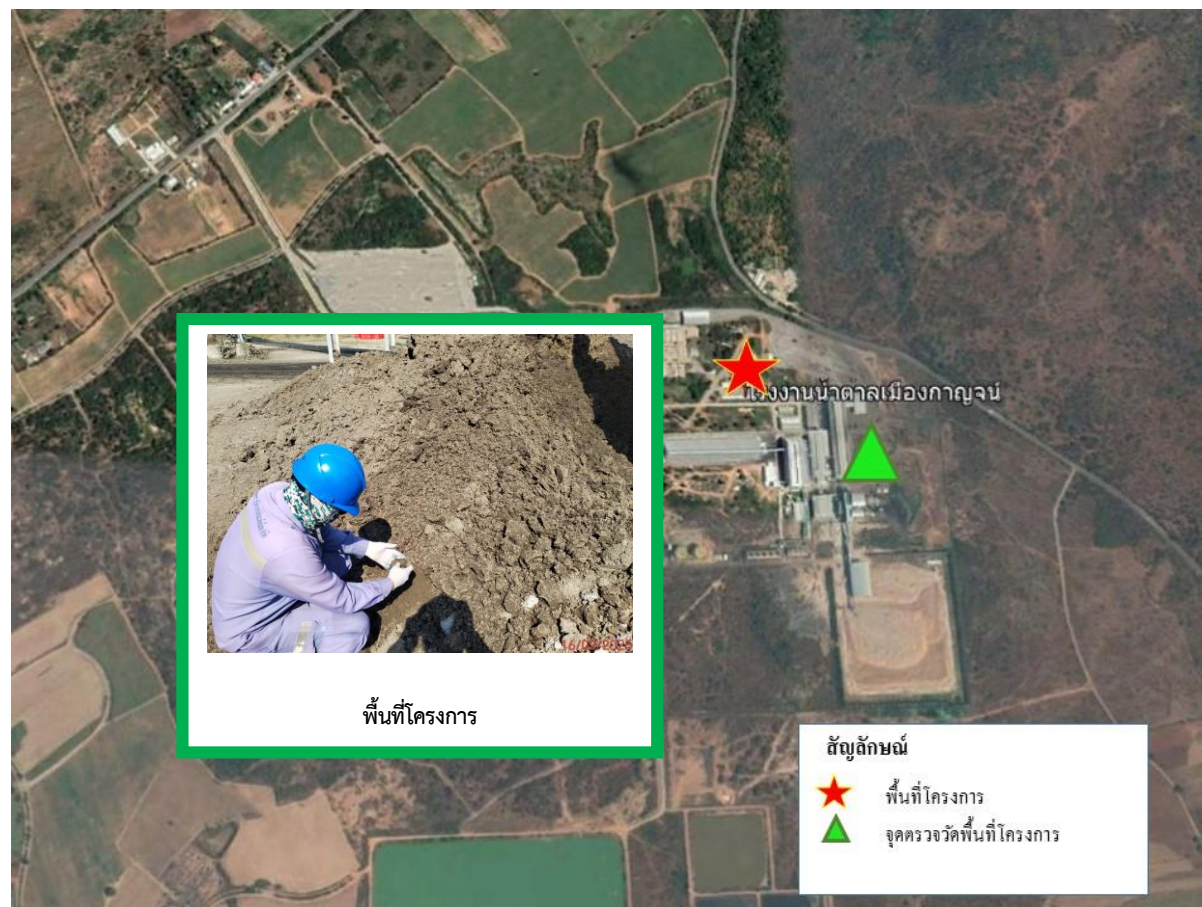 โรงงานน้ำตาลเมืองกาญจน์
พื้นที่โครงการ
สัญลักษณ์
พื้นที่โครงการ
จุดตรวจวัดพื้นที่โครงการ